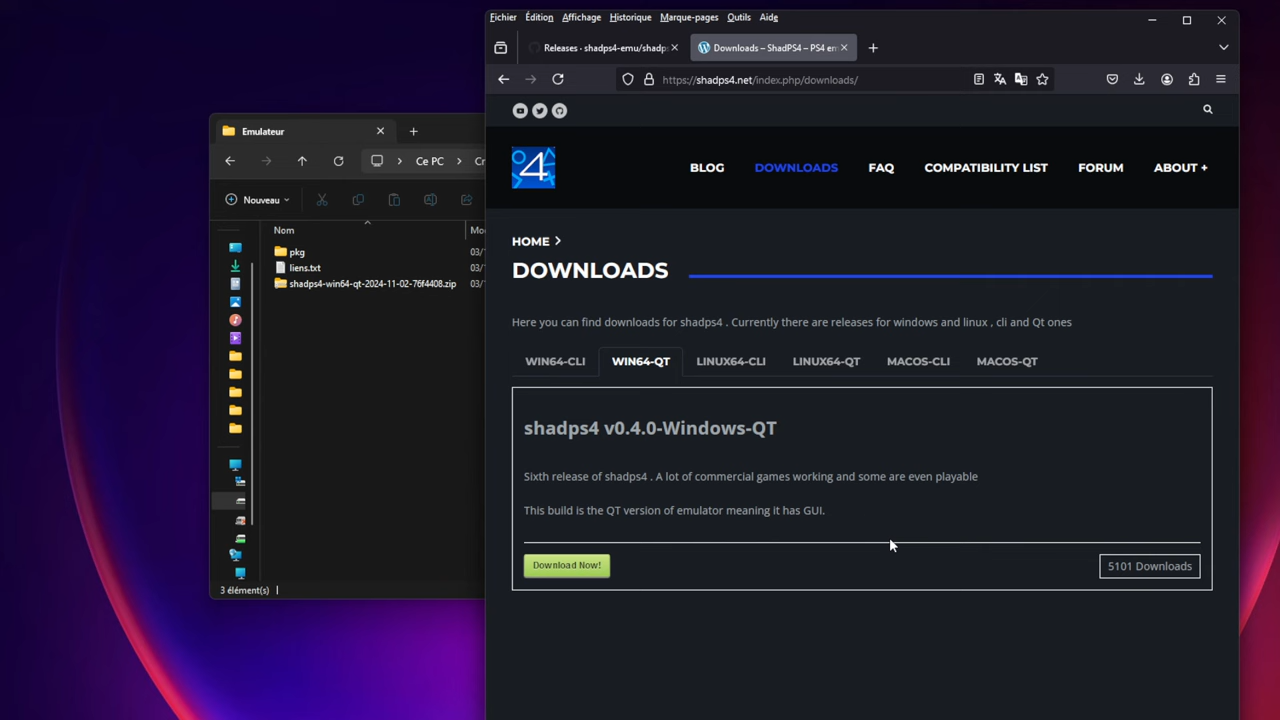 Fichier Édition Affichage Historique Marque-pages Outils Aide
Releases · shadps4-emu/shadp
Downloads – ShadPS4 – PS4 em
https://shadps4.net/index.php/downloads/
Emulateur
Ce PC
Nouveau
Nom
pkg 03/
liens.txt 03/
shadps4-win64-qt-2024-11-02-76f4408.zip 03/
3 élément(s)
4
BLOG DOWNLOADS FAQ COMPATIBILITY LIST FORUM ABOUT +
HOME
DOWNLOADS
Here you can find downloads for shadps4 . Currently there are releases for windows and linux , cli and Qt ones
WIN64-CLI WIN64-QT LINUX64-CLI LINUX64-QT MACOS-CLI MACOS-QT
shadps4 v0.4.0-Windows-QT
Sixth release of shadps4 . A lot of commercial games working and some are even playable
This build is the QT version of emulator meaning it has GUI.
Download Now!
5101 Downloads